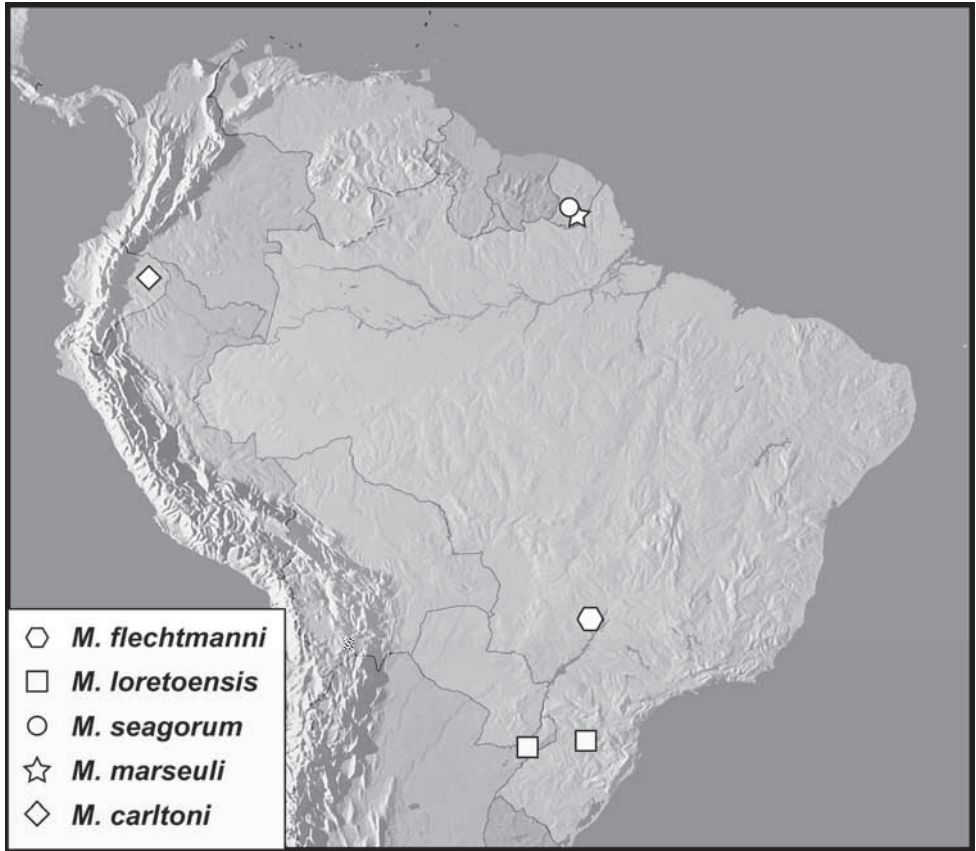 M. flechtmanni
M. loretoensis
M. seagorum
M. marseuli
M. carltoni